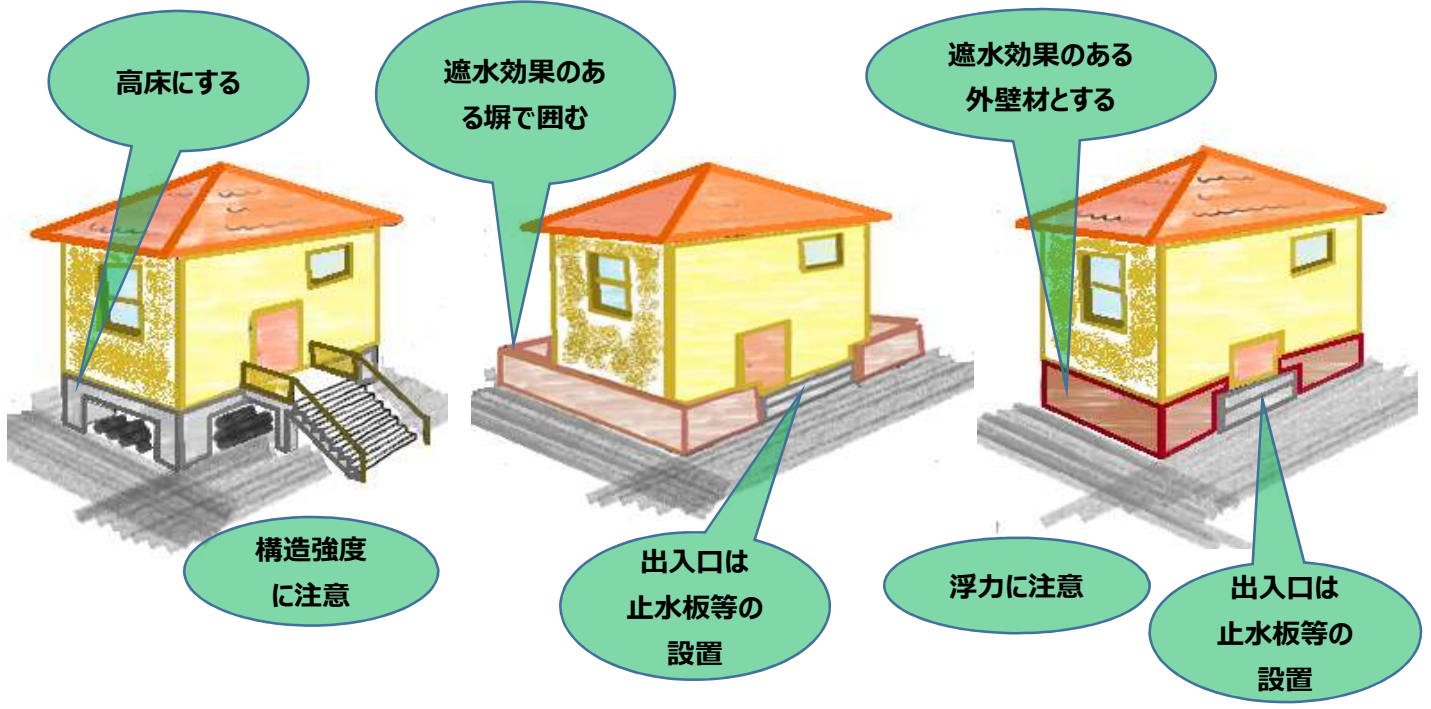 高床にする
遮水効果のあ
る塀で囲む
遮水効果のある
外壁材とする
構造強度
に注意
出入口は
止水板等の
設置
浮力に注意
出入口は
止水板等の
設置